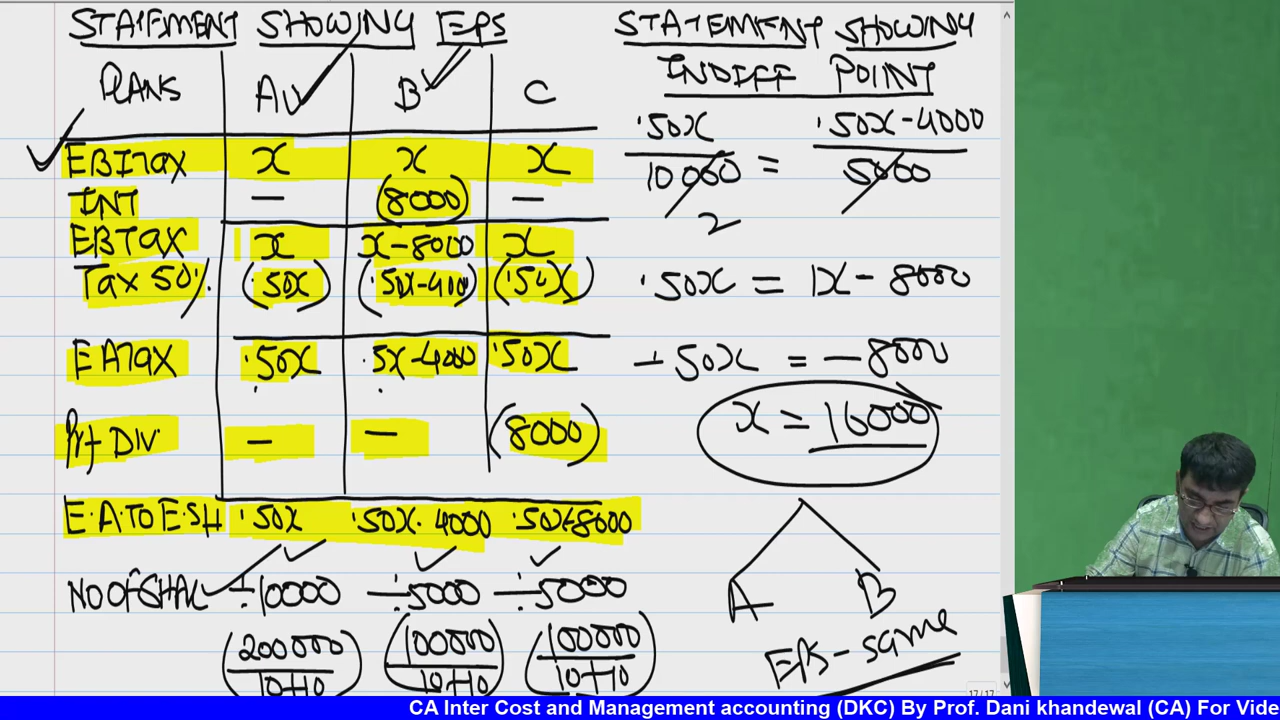 STATEMENT SHOWING EPS
PLANS A B C
EBITax x x x
INT — (8000) —
EBTax x x-8000 x
Tax 50% (.50x) (.50x-4000) (.50x)
EATax .50x .5x-4000 .50x
Prf DIV — — (8000)
E.A.TO E.SH .50x .50x-4000 .50x-8000
NO OF SHAR ÷10000 ÷5000 ÷5000
(200000/10+10) (100000/10+10) (100000/10+10)
STATEMENT SHOWING
INDIFF POINT
.50x/10000 = .50x-4000/5000
2
.50x = 1x-8000
-.50x = -8000
x = 16000
A B
EPS-same
17/17
CA Inter Cost and Management accounting (DKC) By Prof. Dani khandewal (CA) For Vide